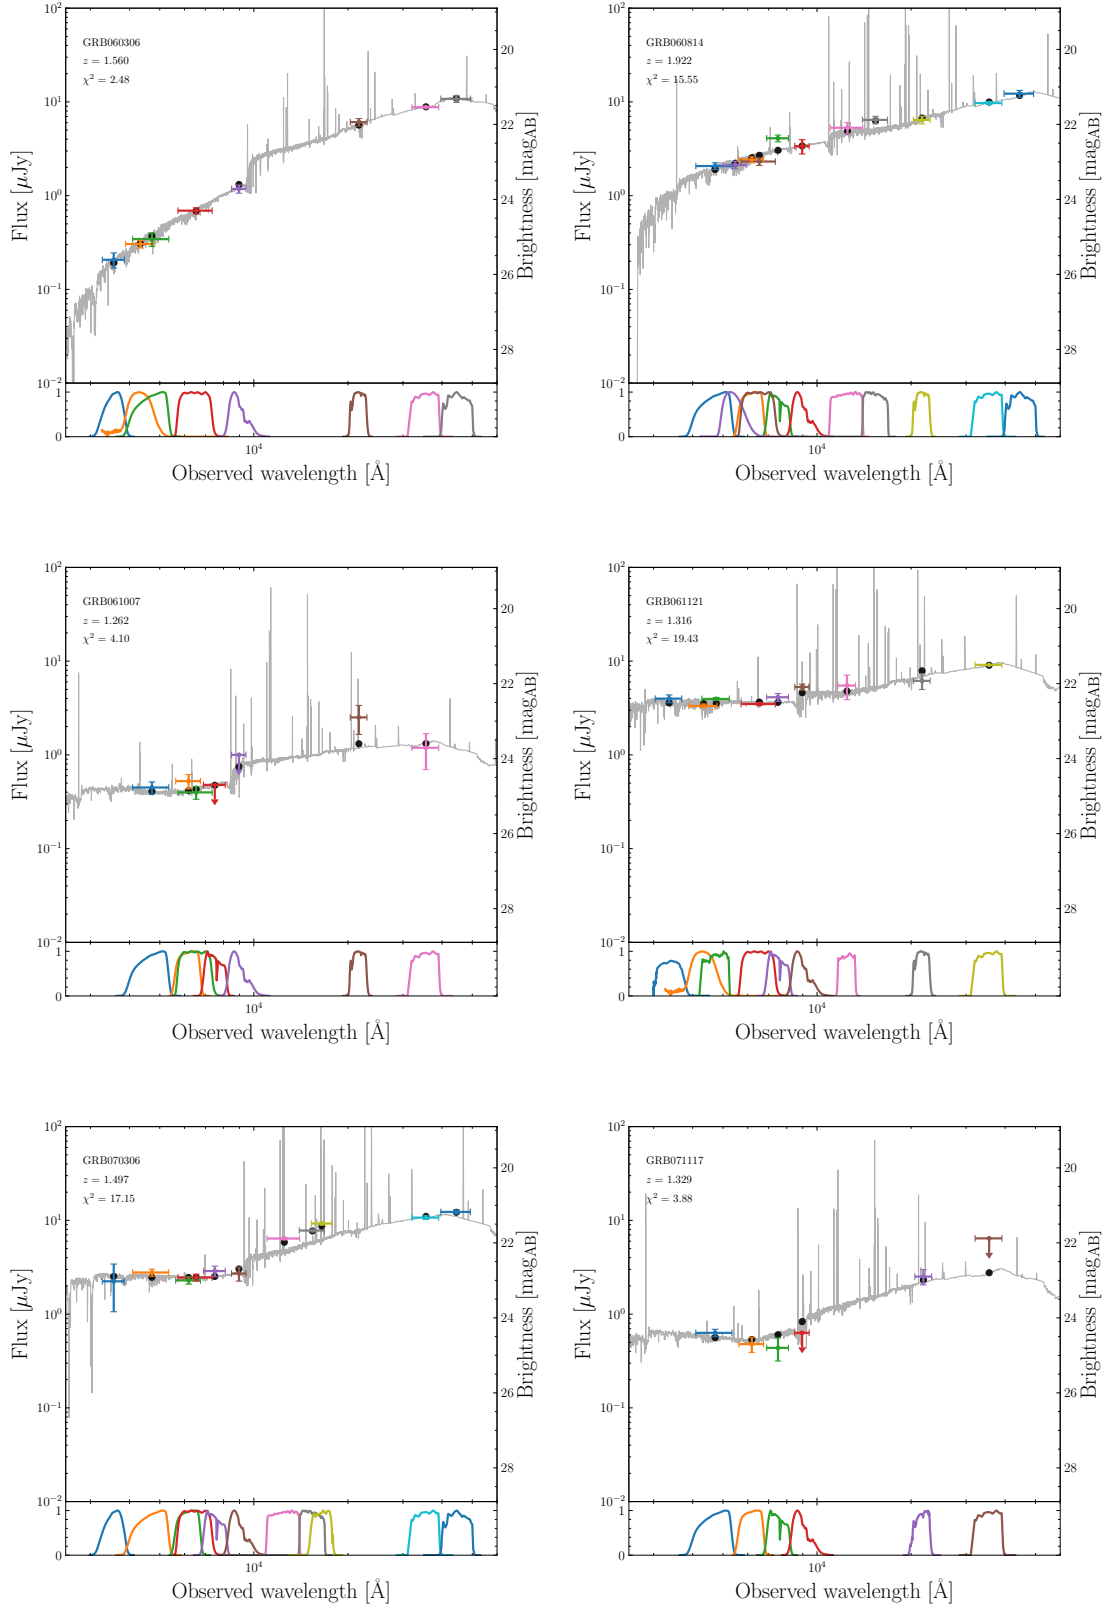 10² 10¹ 10⁰ 10⁻¹ 10⁻²
Flux [μJy]
GRB060306
z = 1.560
χ² = 2.48
20 22 24 26 28
Brightness [mag_AB]
1 0
10⁴
Observed wavelength [Å]
10² 10¹ 10⁰ 10⁻¹ 10⁻²
Flux [μJy]
GRB060814
z = 1.922
χ² = 15.55
20 22 24 26 28
Brightness [mag_AB]
1 0
10⁴
Observed wavelength [Å]
10² 10¹ 10⁰ 10⁻¹ 10⁻²
Flux [μJy]
GRB061007
z = 1.262
χ² = 4.10
20 22 24 26 28
Brightness [mag_AB]
1 0
10⁴
Observed wavelength [Å]
10² 10¹ 10⁰ 10⁻¹ 10⁻²
Flux [μJy]
GRB061121
z = 1.316
χ² = 19.43
20 22 24 26 28
Brightness [mag_AB]
1 0
10⁴
Observed wavelength [Å]
10² 10¹ 10⁰ 10⁻¹ 10⁻²
Flux [μJy]
GRB070306
z = 1.497
χ² = 17.15
20 22 24 26 28
Brightness [mag_AB]
1 0
10⁴
Observed wavelength [Å]
10² 10¹ 10⁰ 10⁻¹ 10⁻²
Flux [μJy]
GRB071117
z = 1.329
χ² = 3.88
20 22 24 26 28
Brightness [mag_AB]
1 0
10⁴
Observed wavelength [Å]